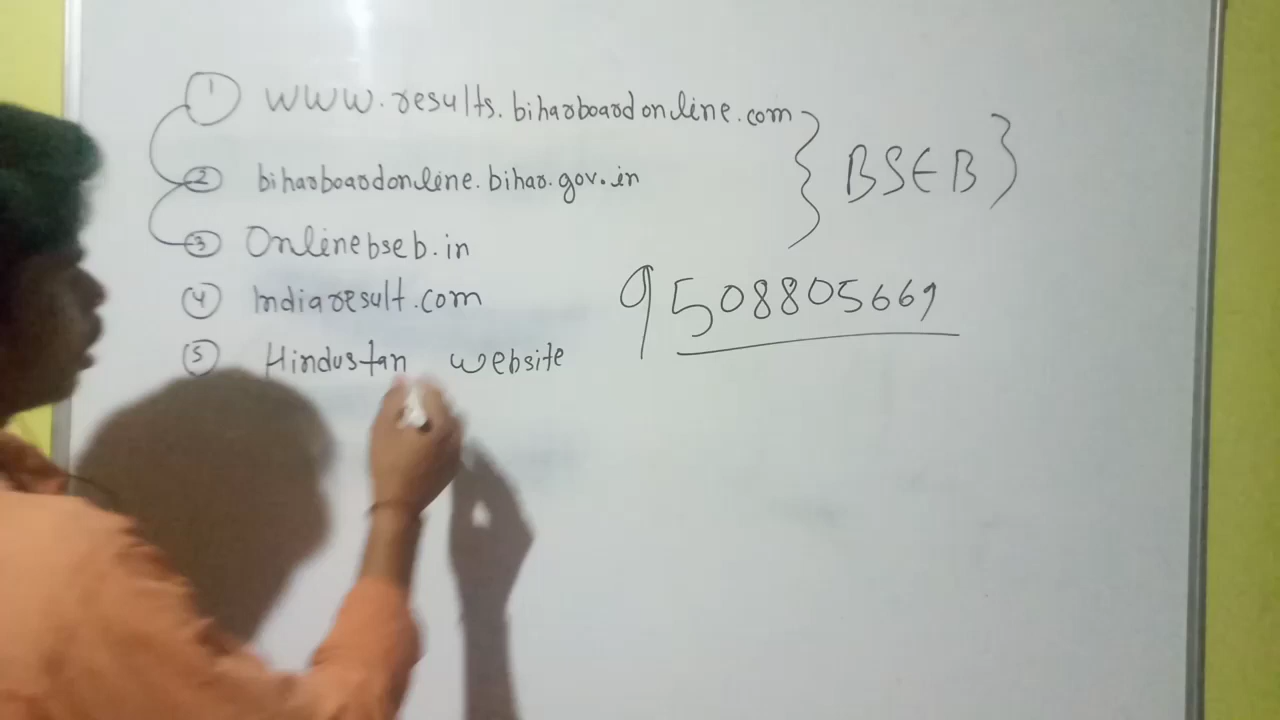 1 www.results.biharboardonline.com
2 biharboardonline.bihar.gov.in
BSEB
3 Onlinebseb.in
4 Indiaresult.com
9508805669
5 Hindustan website